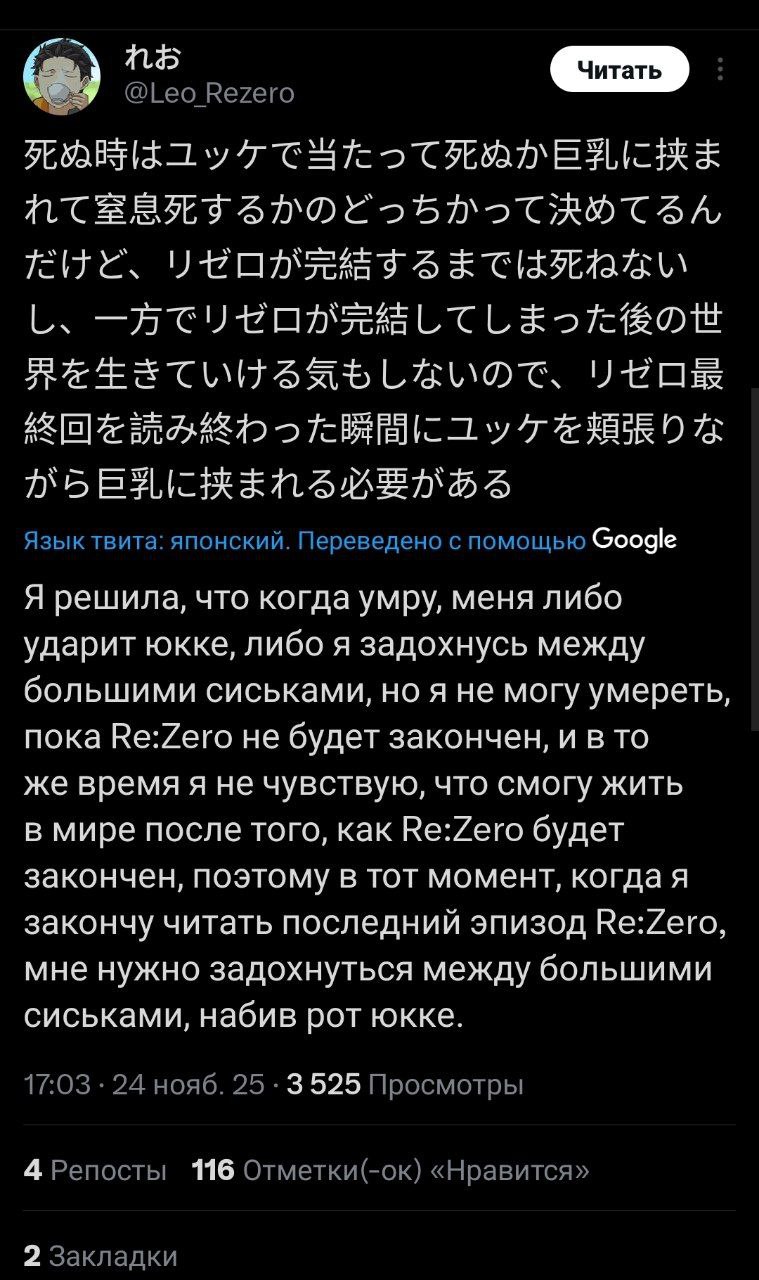 れお
@Leo_Rezero
Читать
死ぬ時はユッケで当たって死ぬか巨乳に挟ま
れて窒息死するかのどっちかって決めてるん
だけど、リゼロが完結するまでは死ねない
し、一方でリゼロが完結してしまった後の世
界を生きていける気もしないので、リゼロ最
終回を読み終わった瞬間にユッケを頬張りな
がら巨乳に挟まれる必要がある
Язык твита: японский. Переведено с помощью Google
Я решила, что когда умру, меня либо
ударит юкке, либо я задохнусь между
большими сиськами, но я не могу умереть,
пока Re:Zero не будет закончен, и в то
же время я не чувствую, что смогу жить
в мире после того, как Re:Zero будет
закончен, поэтому в тот момент, когда я
закончу читать последний эпизод Re:Zero,
мне нужно задохнуться между большими
сиськами, набив рот юкке.
17:03 · 24 нояб. 25 · 3 525 Просмотры
4 Репосты 116 Отметки(-ок) «Нравится»
2 Закладки